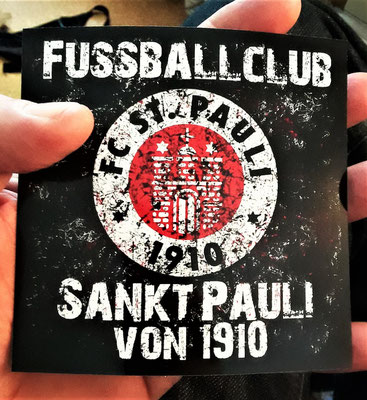 FUSSBALLCLUB
FC ST. PAULI
1910
SANKT PAULI
VON 1910